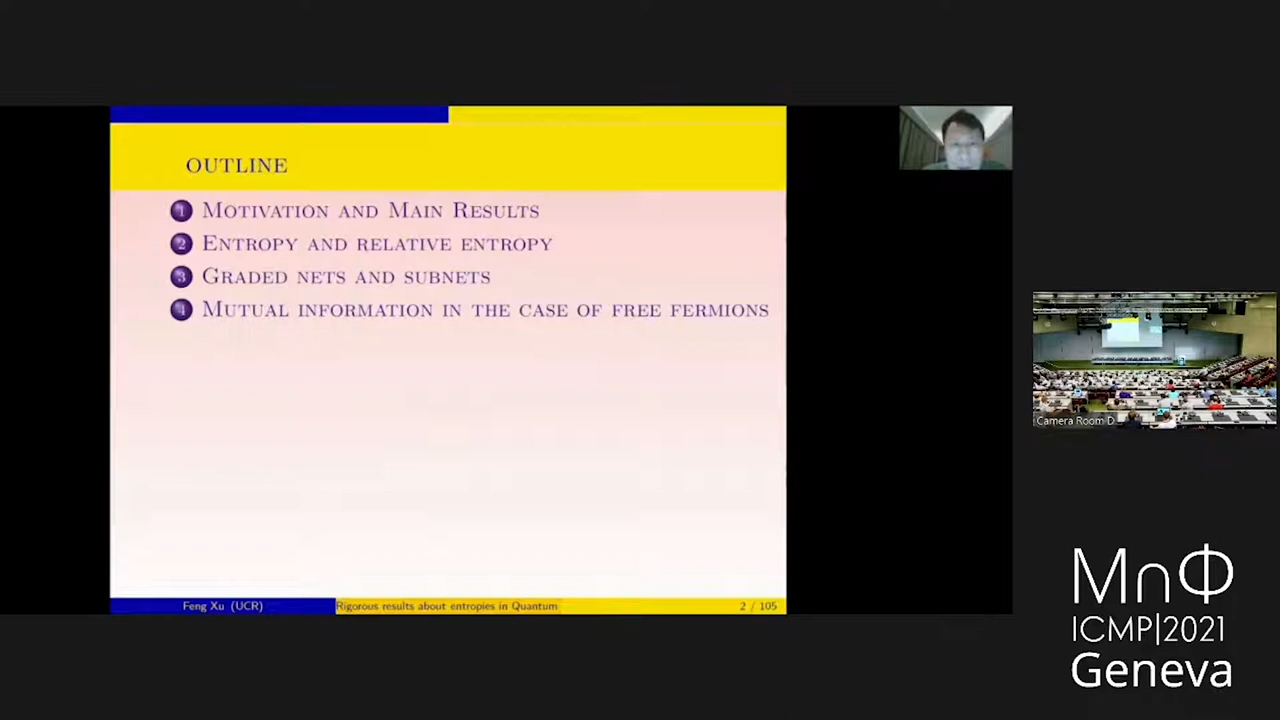 OUTLINE
1 MOTIVATION AND MAIN RESULTS
2 ENTROPY AND RELATIVE ENTROPY
3 GRADED NETS AND SUBNETS
4 MUTUAL INFORMATION IN THE CASE OF FREE FERMIONS
Feng Xu (UCR) Rigorous results about entropies in Quantum 2 / 105
Camera Room D
M∩Φ
ICMP|2021
Geneva